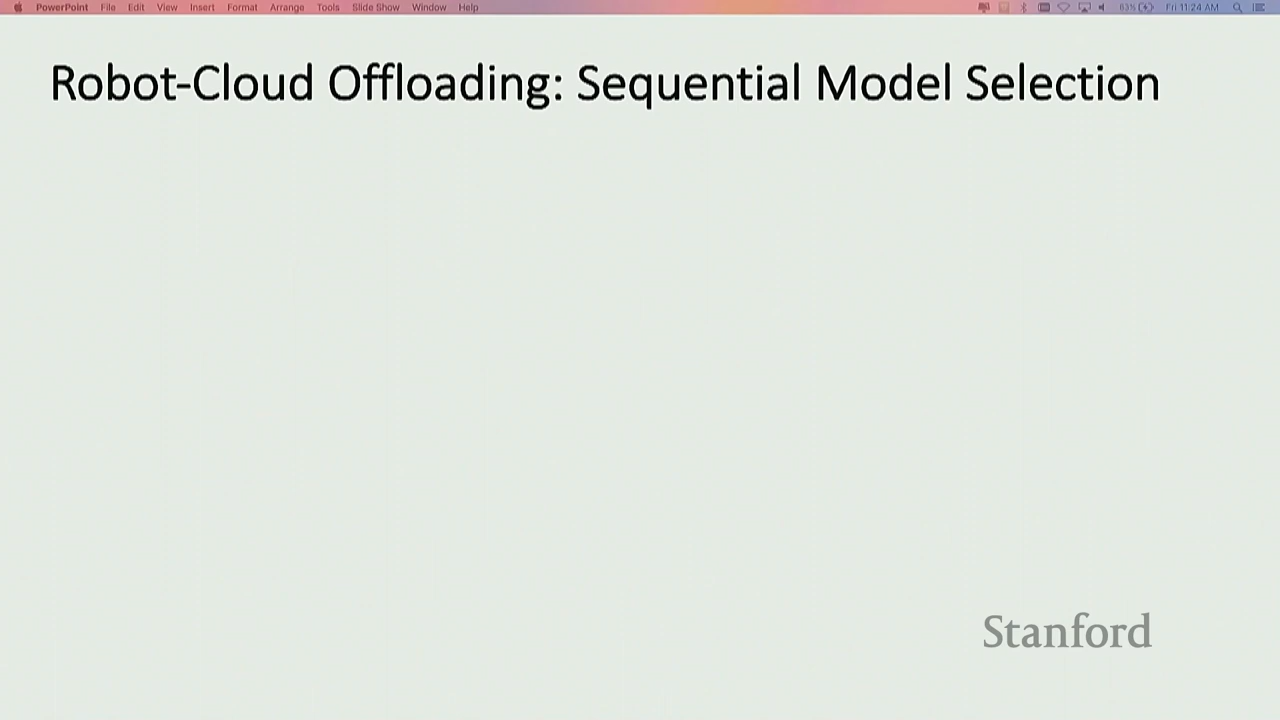 PowerPoint File Edit View Insert Format Arrange Tools Slide Show Window Help 83% Fri 11:24 AM
Robot-Cloud Offloading: Sequential Model Selection
Stanford